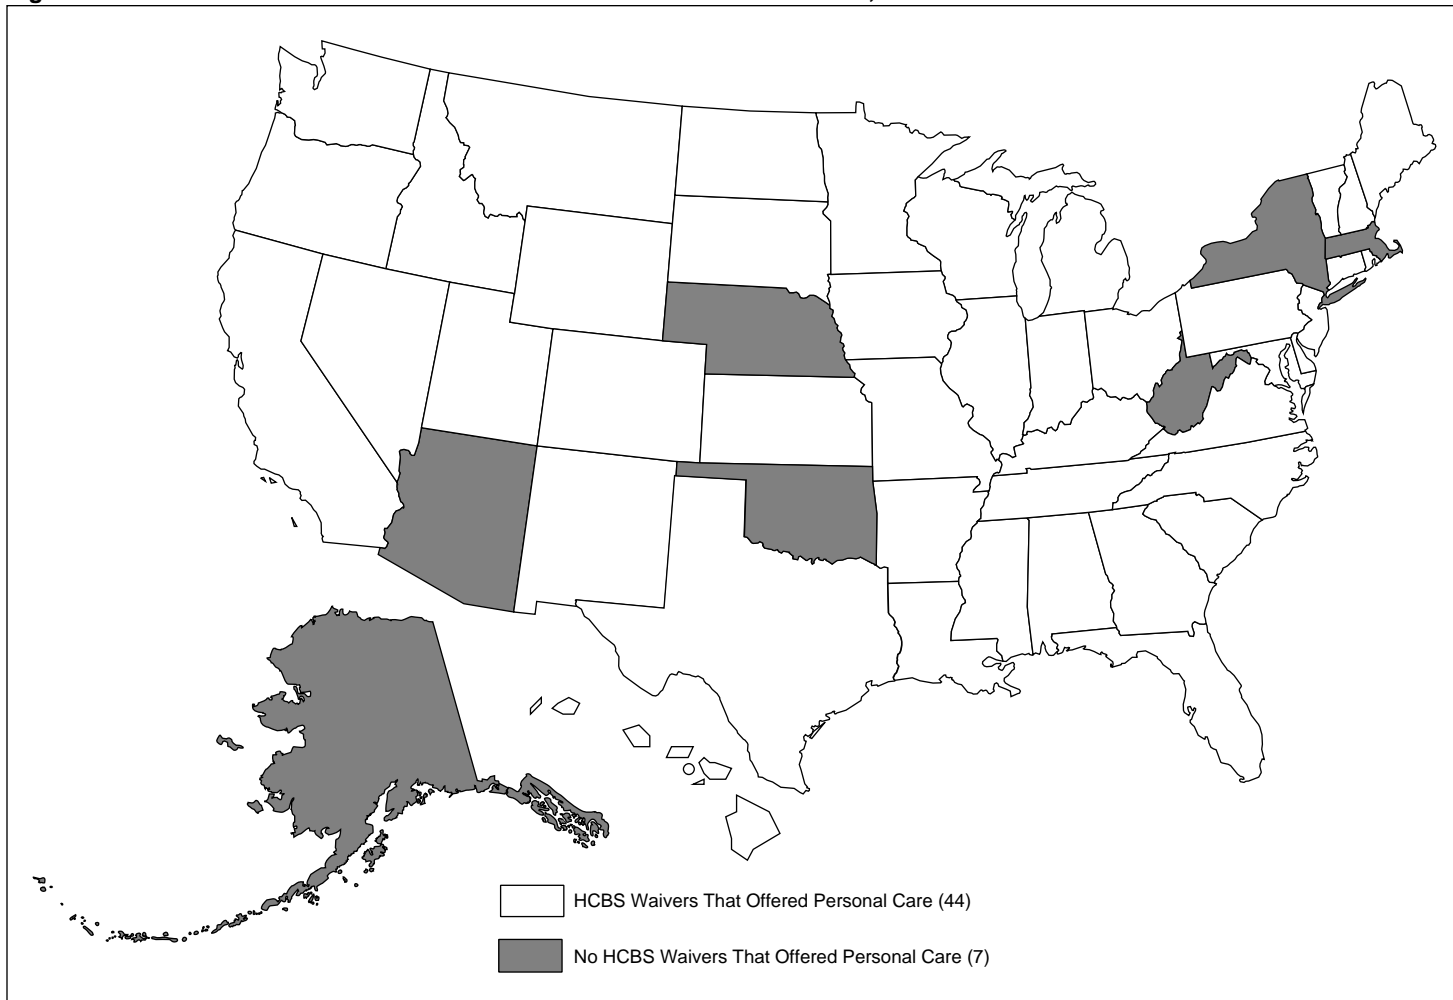 HCBS Waivers That Offered Personal Care (44)
No HCBS Waivers That Offered Personal Care (7)